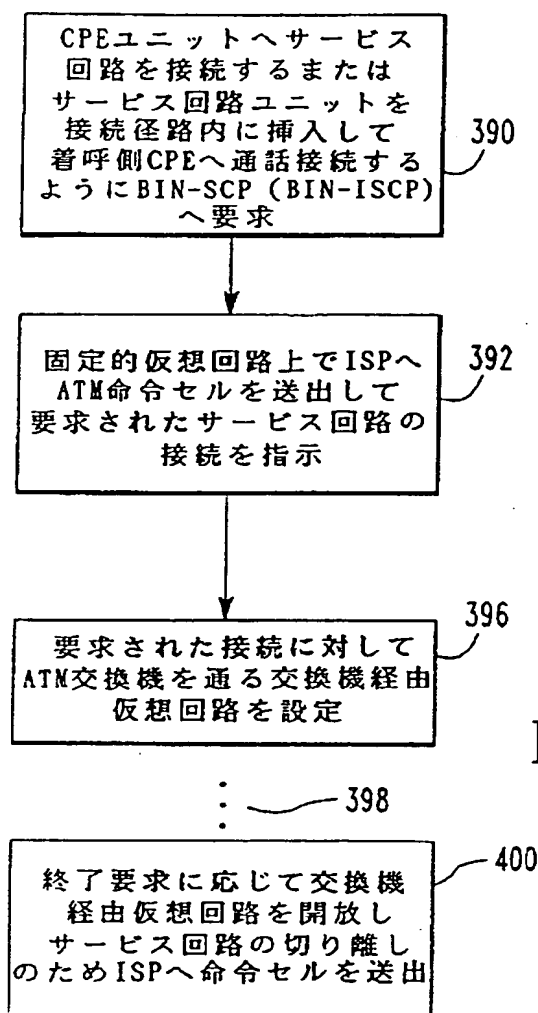 CPEユニットへサービス
回路を接続するまたは
サービス回路ユニットを
接続径路内に挿入して
着呼側CPEへ通話接続する
ようにBIN-SCP (BIN-ISCP)
へ要求
390
固定的仮想回路上でISPへ
ATM命令セルを送出して
要求されたサービス回路の
接続を指示
392
要求された接続に対して
ATM交換機を通る交換機経由
仮想回路を設定
396
398
終了要求に応じて交換機
経由仮想回路を開放し
サービス回路の切り離し
のためISPへ命令セルを送出
400